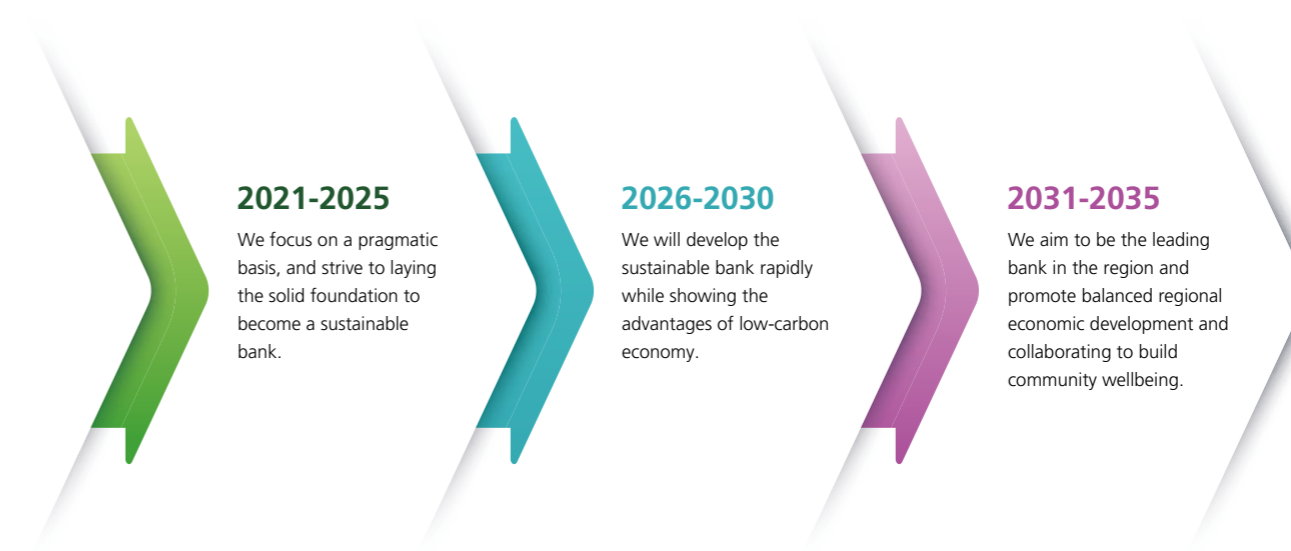 2021-2025
We focus on a pragmatic
basis, and strive to laying
the solid foundation to
become a sustainable
bank.
2026-2030
We will develop the
sustainable bank rapidly
while showing the
advantages of low-carbon
economy.
2031-2035
We aim to be the leading
bank in the region and
promote balanced regional
economic development and
collaborating to build
community wellbeing.